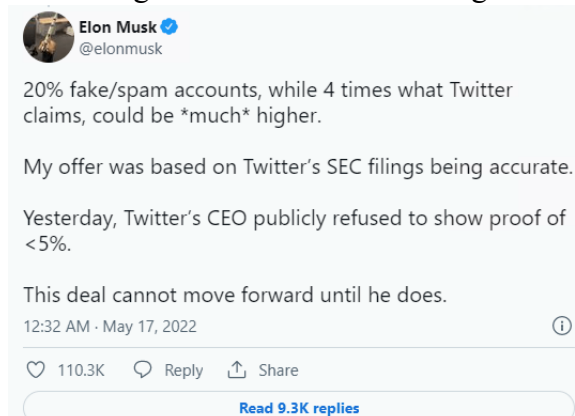 Elon Musk
@elonmusk
20% fake/spam accounts, while 4 times what Twitter
claims, could be *much* higher.
My offer was based on Twitter’s SEC filings being accurate.
Yesterday, Twitter’s CEO publicly refused to show proof of
<5%.
This deal cannot move forward until he does.
12:32 AM · May 17, 2022
110.3K Reply Share
Read 9.3K replies